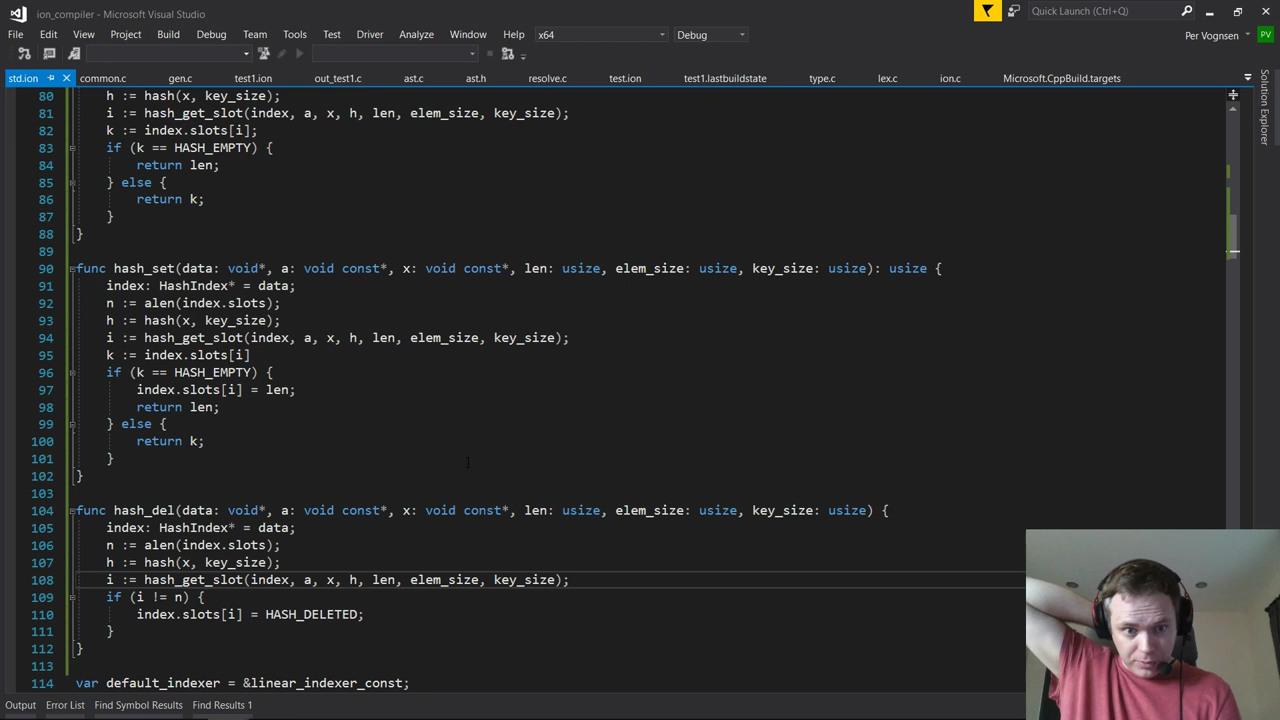 ion_compiler - Microsoft Visual Studio
Quick Launch (Ctrl+Q)
File Edit View Project Build Debug Team Tools Test Driver Analyze Window Help x64 Debug
Per Vognsen PV
std.ion common.c gen.c test1.ion out_test1.c ast.c ast.h resolve.c test.ion test1.lastbuildstate type.c lex.c ion.c Microsoft.CppBuild.targets
Solution Explorer
80 h := hash(x, key_size);
81 i := hash_get_slot(index, a, x, h, len, elem_size, key_size);
82 k := index.slots[i];
83 if (k == HASH_EMPTY) {
84 return len;
85 } else {
86 return k;
87 }
88 }
89
90 func hash_set(data: void*, a: void const*, x: void const*, len: usize, elem_size: usize, key_size: usize): usize {
91 index: HashIndex* = data;
92 n := alen(index.slots);
93 h := hash(x, key_size);
94 i := hash_get_slot(index, a, x, h, len, elem_size, key_size);
95 k := index.slots[i]
96 if (k == HASH_EMPTY) {
97 index.slots[i] = len;
98 return len;
99 } else {
100 return k;
101 }
102 }
103
104 func hash_del(data: void*, a: void const*, x: void const*, len: usize, elem_size: usize, key_size: usize) {
105 index: HashIndex* = data;
106 n := alen(index.slots);
107 h := hash(x, key_size);
108 i := hash_get_slot(index, a, x, h, len, elem_size, key_size);
109 if (i != n) {
110 index.slots[i] = HASH_DELETED;
111 }
112 }
113
114 var default_indexer = &linear_indexer_const;
Output Error List Find Symbol Results Find Results 1